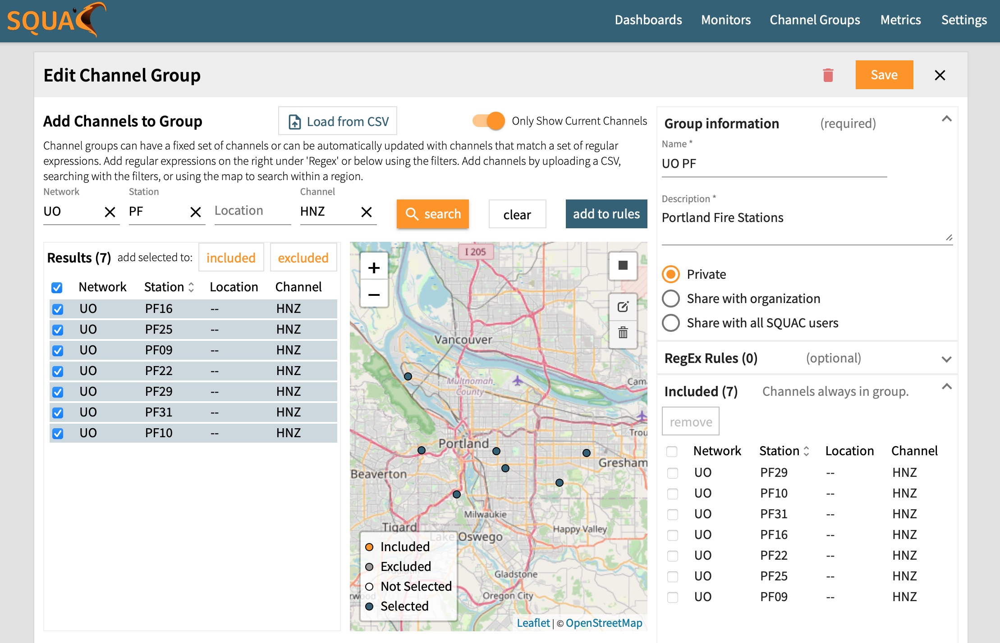 SQUAC
Dashboards Monitors Channel Groups Metrics Settings
Edit Channel Group
Save
Add Channels to Group
Load from CSV
Only Show Current Channels
Channel groups can have a fixed set of channels or can be automatically updated with channels that match a set of regular
expressions. Add regular expressions on the right under 'Regex' or below using the filters. Add channels by uploading a CSV,
searching with the filters, or using the map to search within a region.
Network Station Channel
UO PF Location HNZ
search
clear
add to rules
Results (7) add selected to: included excluded
Network Station Location Channel
UO PF16 -- HNZ
UO PF25 -- HNZ
UO PF09 -- HNZ
UO PF22 -- HNZ
UO PF29 -- HNZ
UO PF31 -- HNZ
UO PF10 -- HNZ
+
−
I 205
Vancouver
Multnomah
County
Cam
Trou
Portland
Gresham
Beaverton
Milwaukie
Tigard
Happy Valley
Lake Oswego
Gladstone
rwood
Oregon City
Included
Excluded
Not Selected
Selected
Leaflet | © OpenStreetMap
Group information (required)
Name *
UO PF
Description *
Portland Fire Stations
Private
Share with organization
Share with all SQUAC users
RegEx Rules (0) (optional)
Included (7) Channels always in group.
remove
Network Station Location Channel
UO PF29 -- HNZ
UO PF10 -- HNZ
UO PF31 -- HNZ
UO PF16 -- HNZ
UO PF22 -- HNZ
UO PF25 -- HNZ
UO PF09 -- HNZ